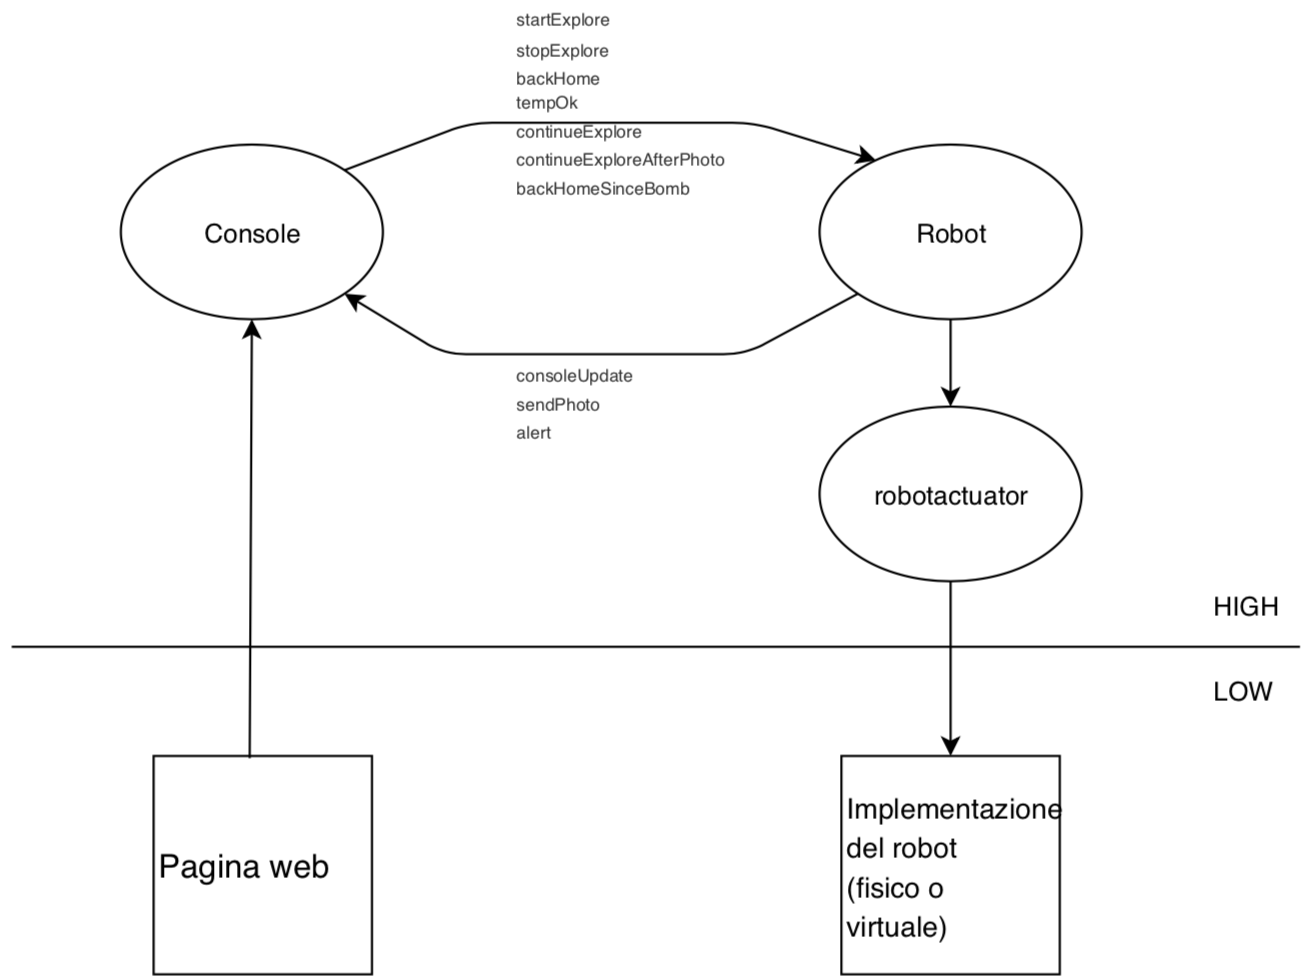 startExplore
stopExplore
backHome
tempOk
continueExplore
continueExploreAfterPhoto
backHomeSinceBomb
Console
Robot
consoleUpdate
sendPhoto
alert
robotactuator
HIGH
LOW
Pagina web
Implementazione
del robot
(fisico o
virtuale)